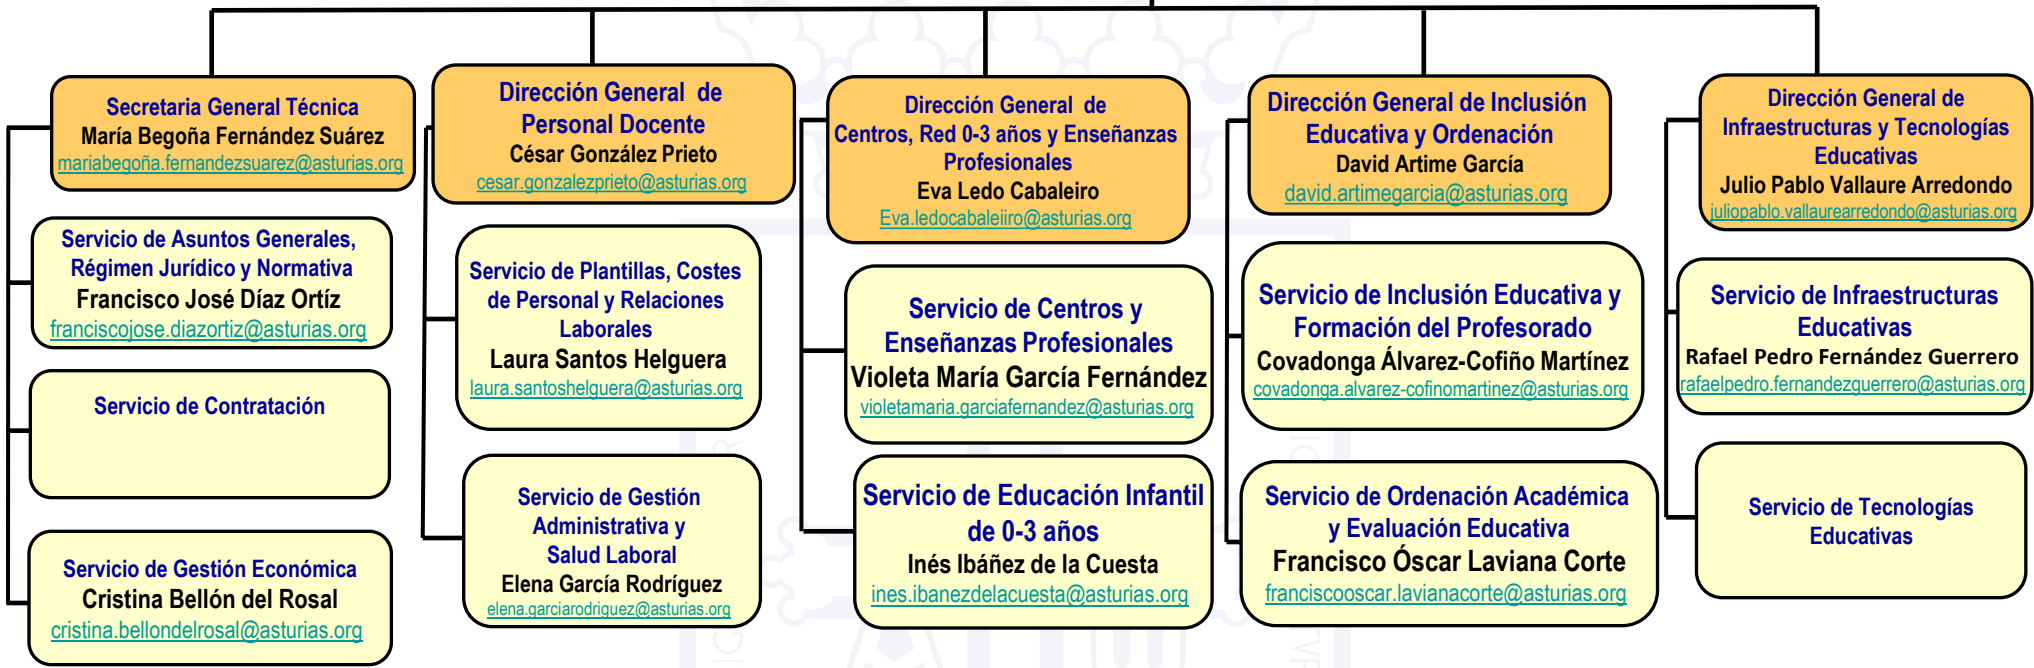 Secretaria General Técnica
María Begoña Fernández Suárez
mariabegoña.fernandezsuarez@asturias.org
Servicio de Asuntos Generales,
Régimen Jurídico y Normativa
Francisco José Díaz Ortíz
franciscojose.diazortiz@asturias.org
Servicio de Contratación
Servicio de Gestión Económica
Cristina Bellón del Rosal
cristina.bellondelrosal@asturias.org
Dirección General de
Personal Docente
César González Prieto
cesar.gonzalezprieto@asturias.org
Servicio de Plantillas, Costes
de Personal y Relaciones
Laborales
Laura Santos Helguera
laura.santoshelguera@asturias.org
Servicio de Gestión
Administrativa y
Salud Laboral
Elena García Rodríguez
elena.garciarodriguez@asturias.org
Dirección General de
Centros, Red 0-3 años y Enseñanzas
Profesionales
Eva Ledo Cabaleiro
Eva.ledocabaleiiro@asturias.org
Servicio de Centros y
Enseñanzas Profesionales
Violeta María García Fernández
violetamaria.garciafernandez@asturias.org
Servicio de Educación Infantil
de 0-3 años
Inés Ibáñez de la Cuesta
ines.ibanezdelacuesta@asturias.org
Dirección General de Inclusión
Educativa y Ordenación
David Artime García
david.artimegarcia@asturias.org
Servicio de Inclusión Educativa y
Formación del Profesorado
Covadonga Álvarez-Cofiño Martínez
covadonga.alvarez-cofinomartinez@asturias.org
Servicio de Ordenación Académica
y Evaluación Educativa
Francisco Óscar Laviana Corte
franciscooscar.lavianacorte@asturias.org
Dirección General de
Infraestructuras y Tecnologías
Educativas
Julio Pablo Vallaure Arredondo
juliopablo.vallaurearredondo@asturias.org
Servicio de Infraestructuras
Educativas
Rafael Pedro Fernández Guerrero
rafaelpedro.fernandezguerrero@asturias.org
Servicio de Tecnologías
Educativas